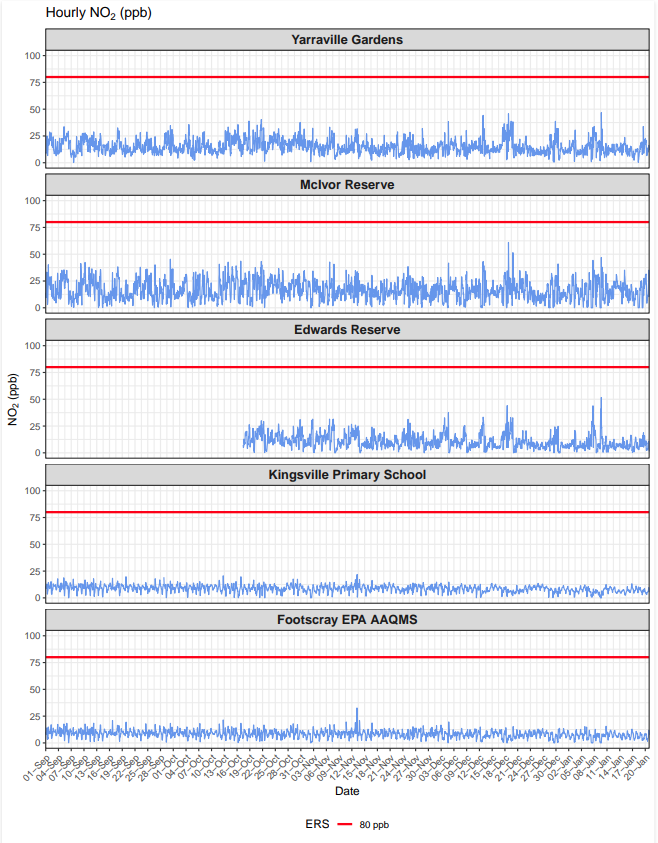 Hourly NO₂ (ppb)
Yarraville Gardens
100
75
50
25
0
McIvor Reserve
100
75
50
25
0
Edwards Reserve
100
75
50
25
0
NO₂ (ppb)
Kingsville Primary School
100
75
50
25
0
Footscray EPA AAQMS
100
75
50
25
0
01-Sep 04-Sep 07-Sep 10-Sep 13-Sep 16-Sep 19-Sep 22-Sep 25-Sep 28-Sep 01-Oct 04-Oct 07-Oct 10-Oct 13-Oct 16-Oct 19-Oct 22-Oct 25-Oct 28-Oct 31-Oct 03-Nov 06-Nov 09-Nov 12-Nov 15-Nov 18-Nov 21-Nov 24-Nov 27-Nov 30-Nov 03-Dec 06-Dec 09-Dec 12-Dec 15-Dec 18-Dec 21-Dec 24-Dec 27-Dec 30-Dec 02-Jan 05-Jan 08-Jan 11-Jan 14-Jan 17-Jan 20-Jan
Date
ERS 80 ppb